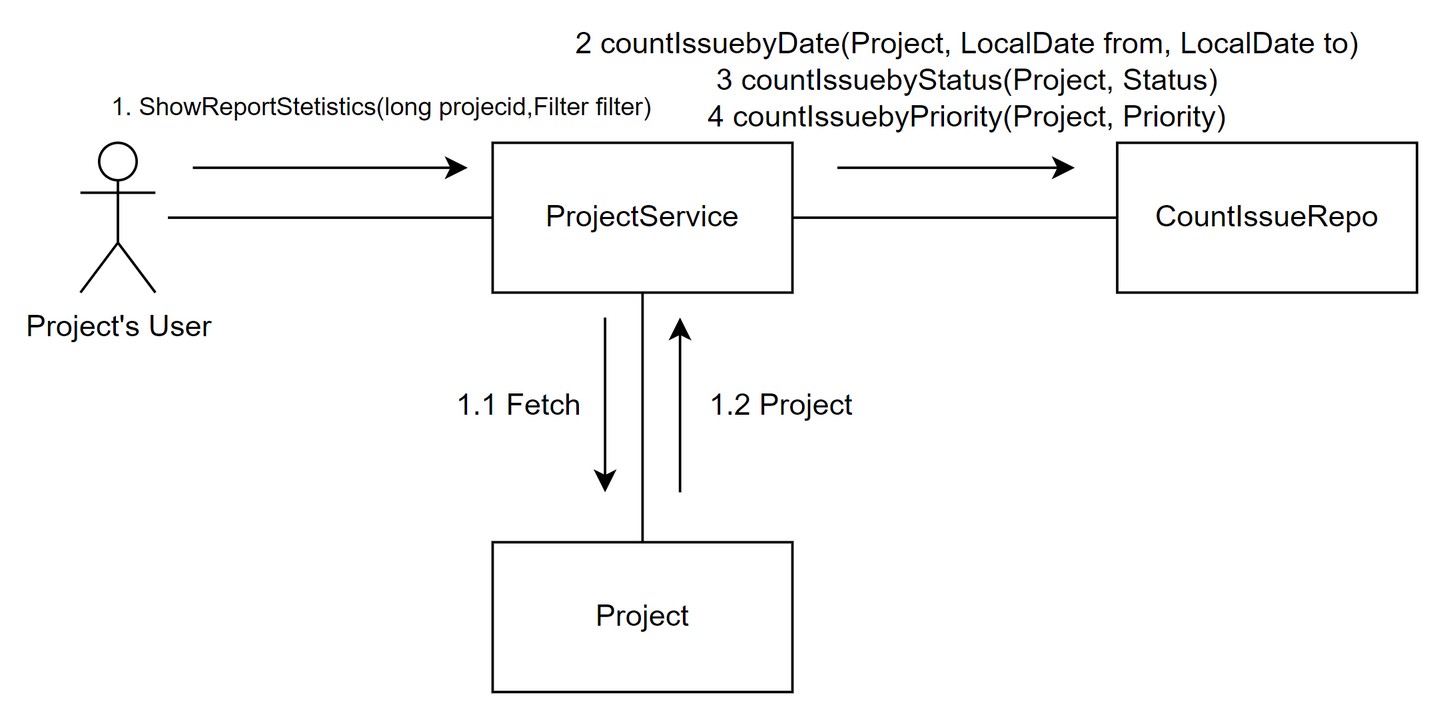 2 countIssuebyDate(Project, LocalDate from, LocalDate to)
3 countIssuebyStatus(Project, Status)
1. ShowReportStetistics(long projecid,Filter filter)
4 countIssuebyPriority(Project, Priority)
ProjectService
CountIssueRepo
Project's User
1.1 Fetch
1.2 Project
Project